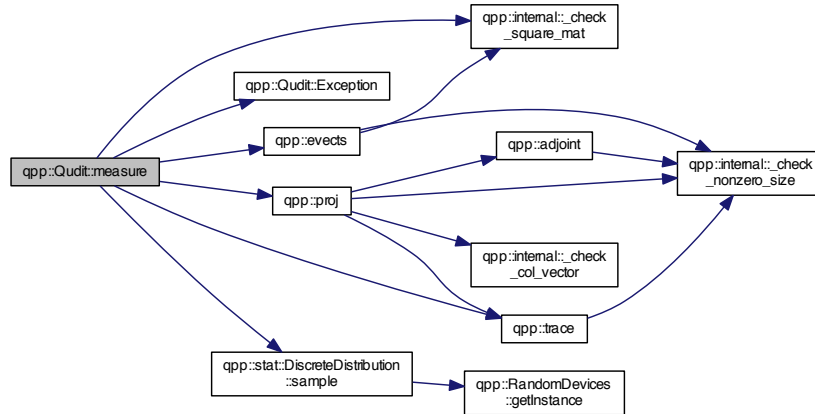 qpp::internal::_check
_square_mat
qpp::Qudit::Exception
qpp::evects
qpp::adjoint
qpp::internal::_check
_nonzero_size
qpp::Qudit::measure
qpp::proj
qpp::internal::_check
_col_vector
qpp::trace
qpp::stat::DiscreteDistribution
::sample
qpp::RandomDevices
::getInstance